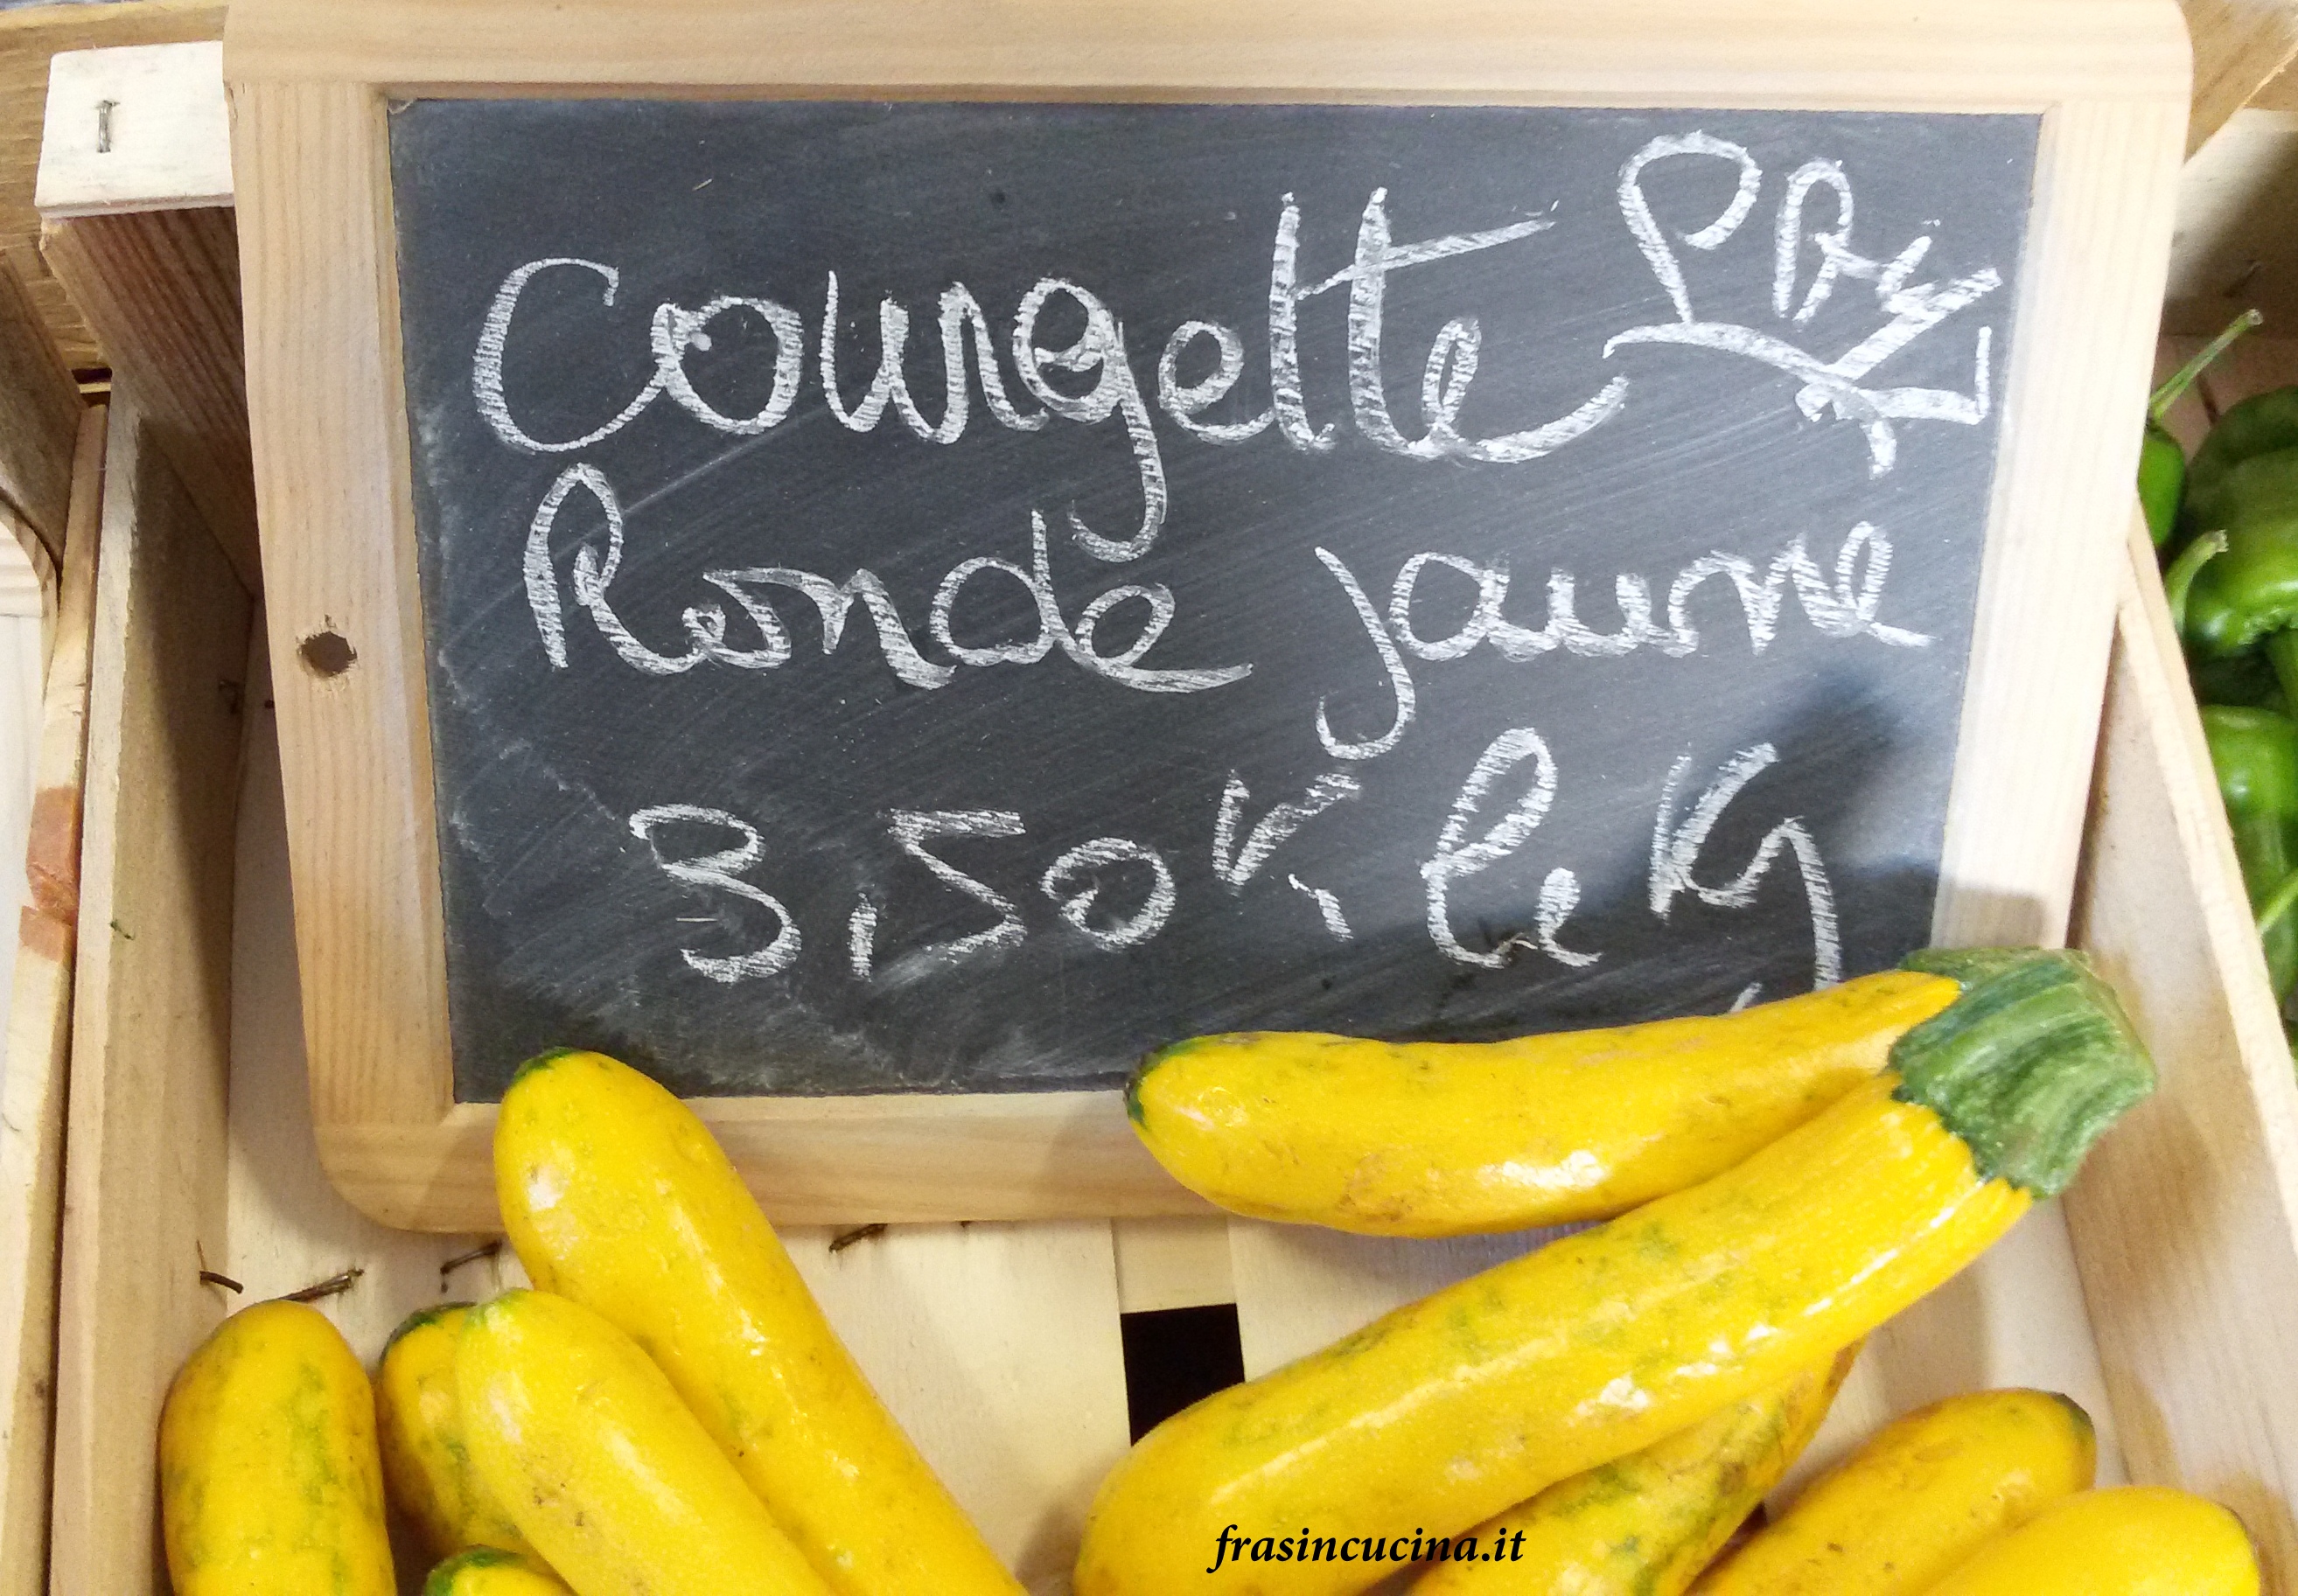 Courgette
Ronde jaune
3,50 le Kg
frasincucina.it